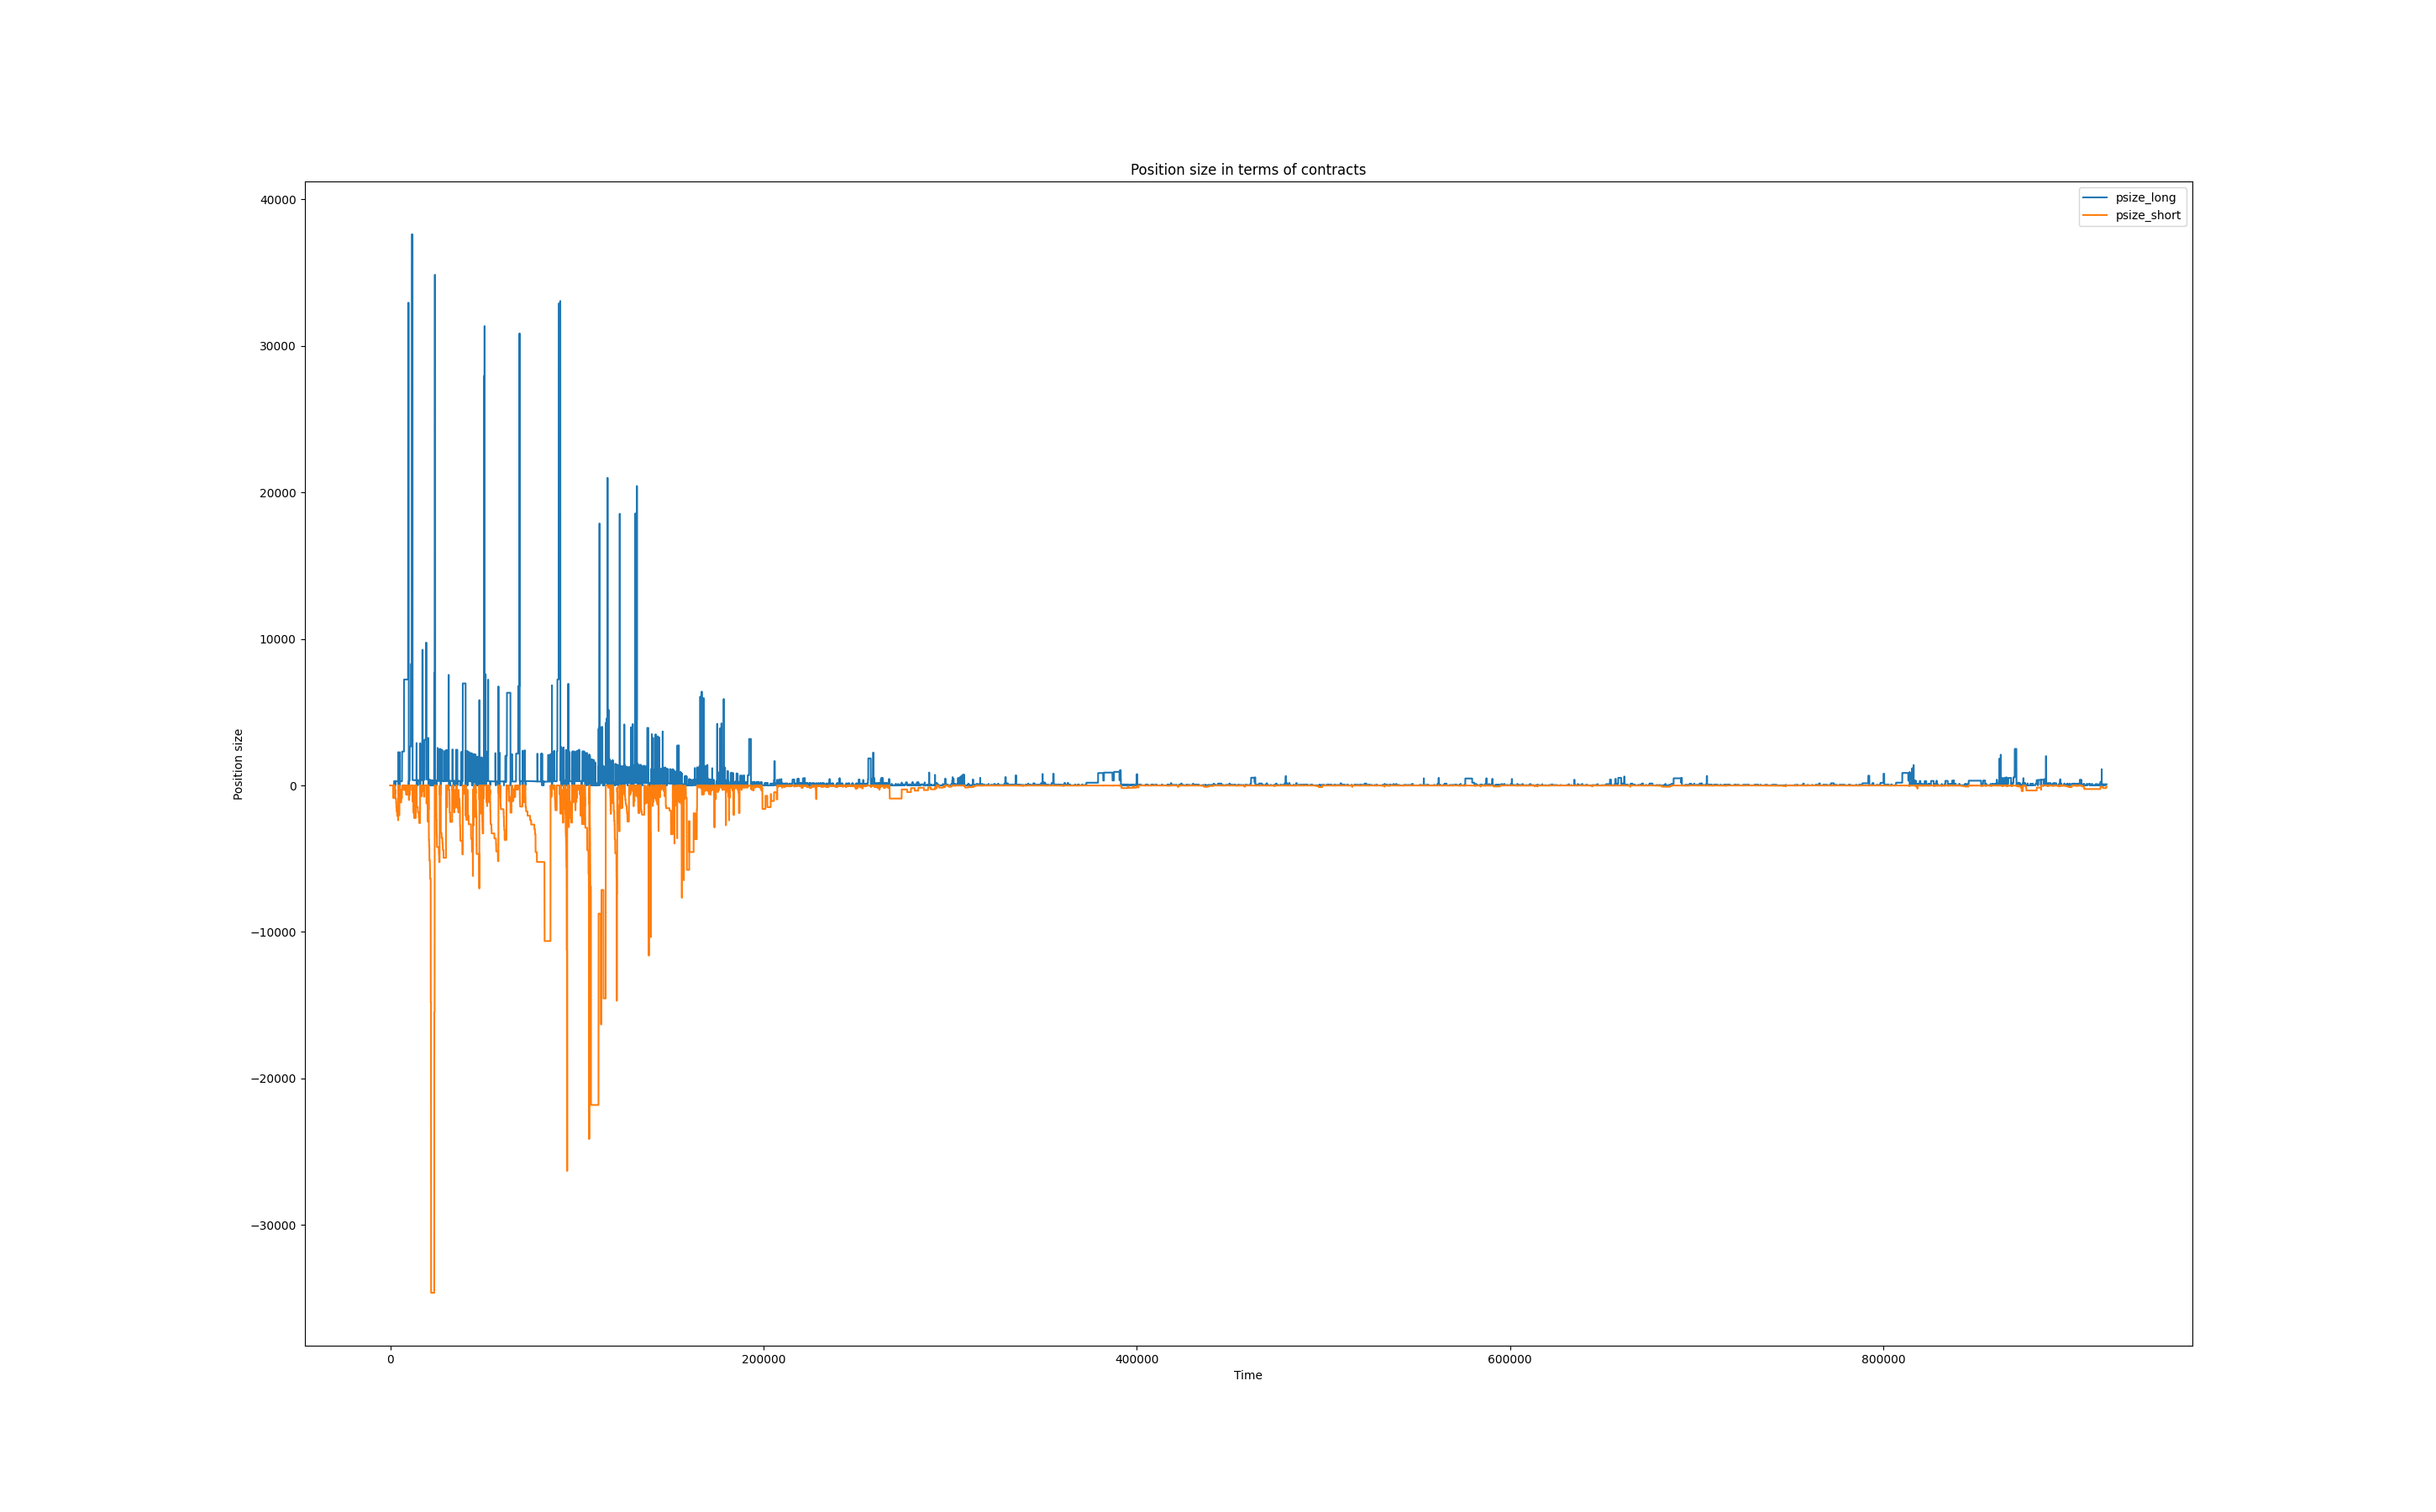 Position size in terms of contracts
psize_long
psize_short
40000
30000
20000
10000
0
−10000
−20000
−30000
Position size
0 200000 400000 600000 800000
Time